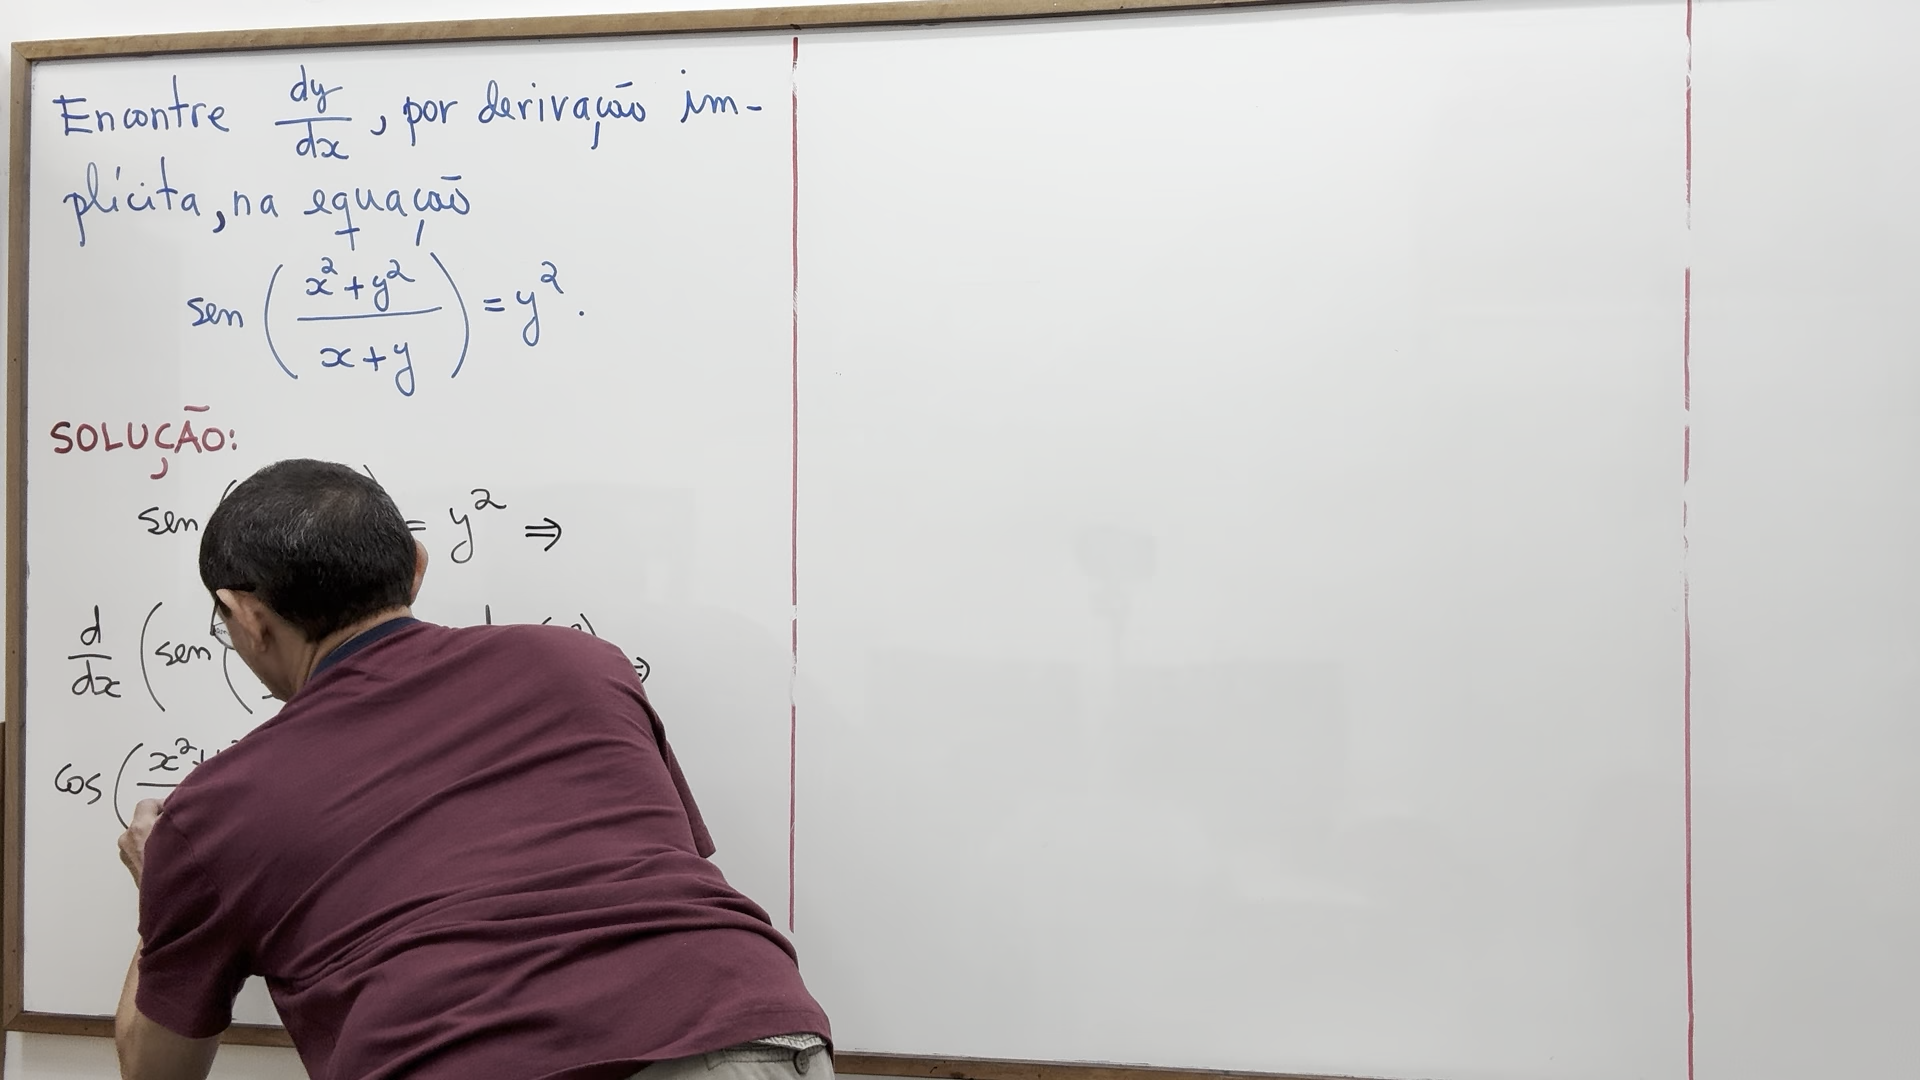 Encontre dy/dx, por derivação im-
plícita, na equação
sen ( (x²+y²)/(x+y) ) = y².
SOLUÇÃO:
sen ( ) = y² ⇒
d/dx ( sen ( ⇒
cos ( x²+